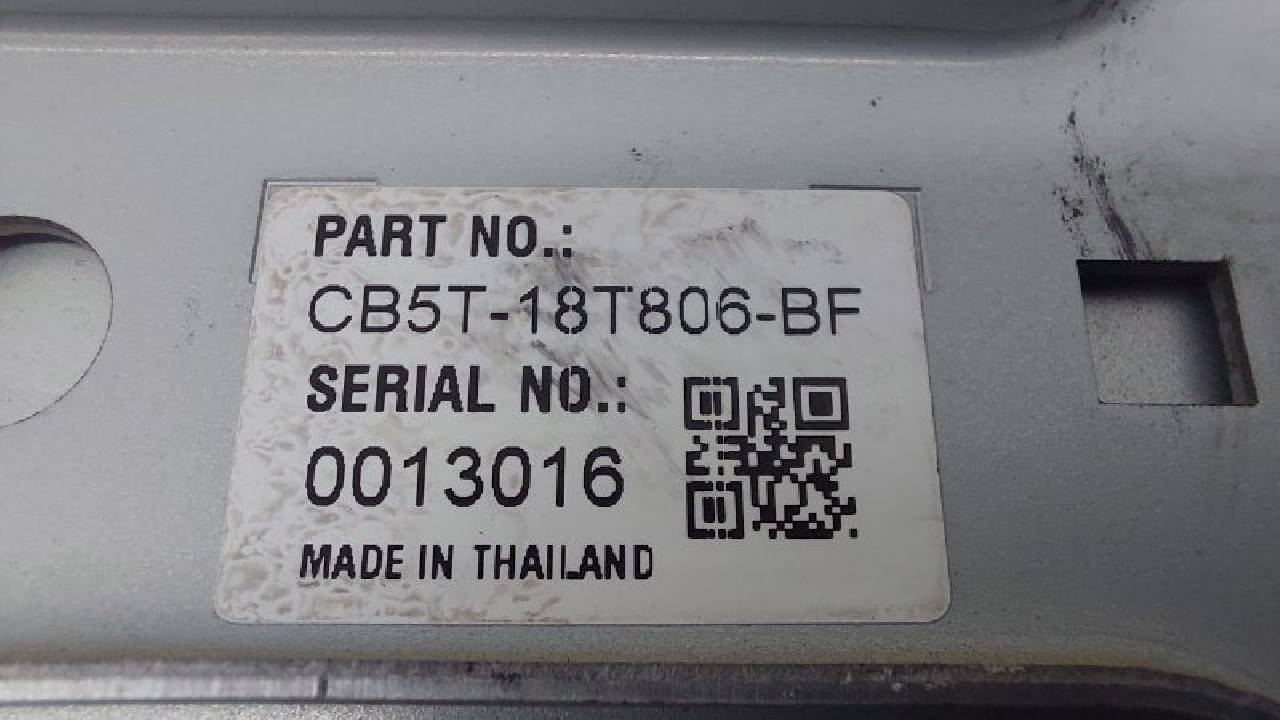 PART NO.:
CB5T-18T806-BF
SERIAL NO.:
0013016
MADE IN THAILAND